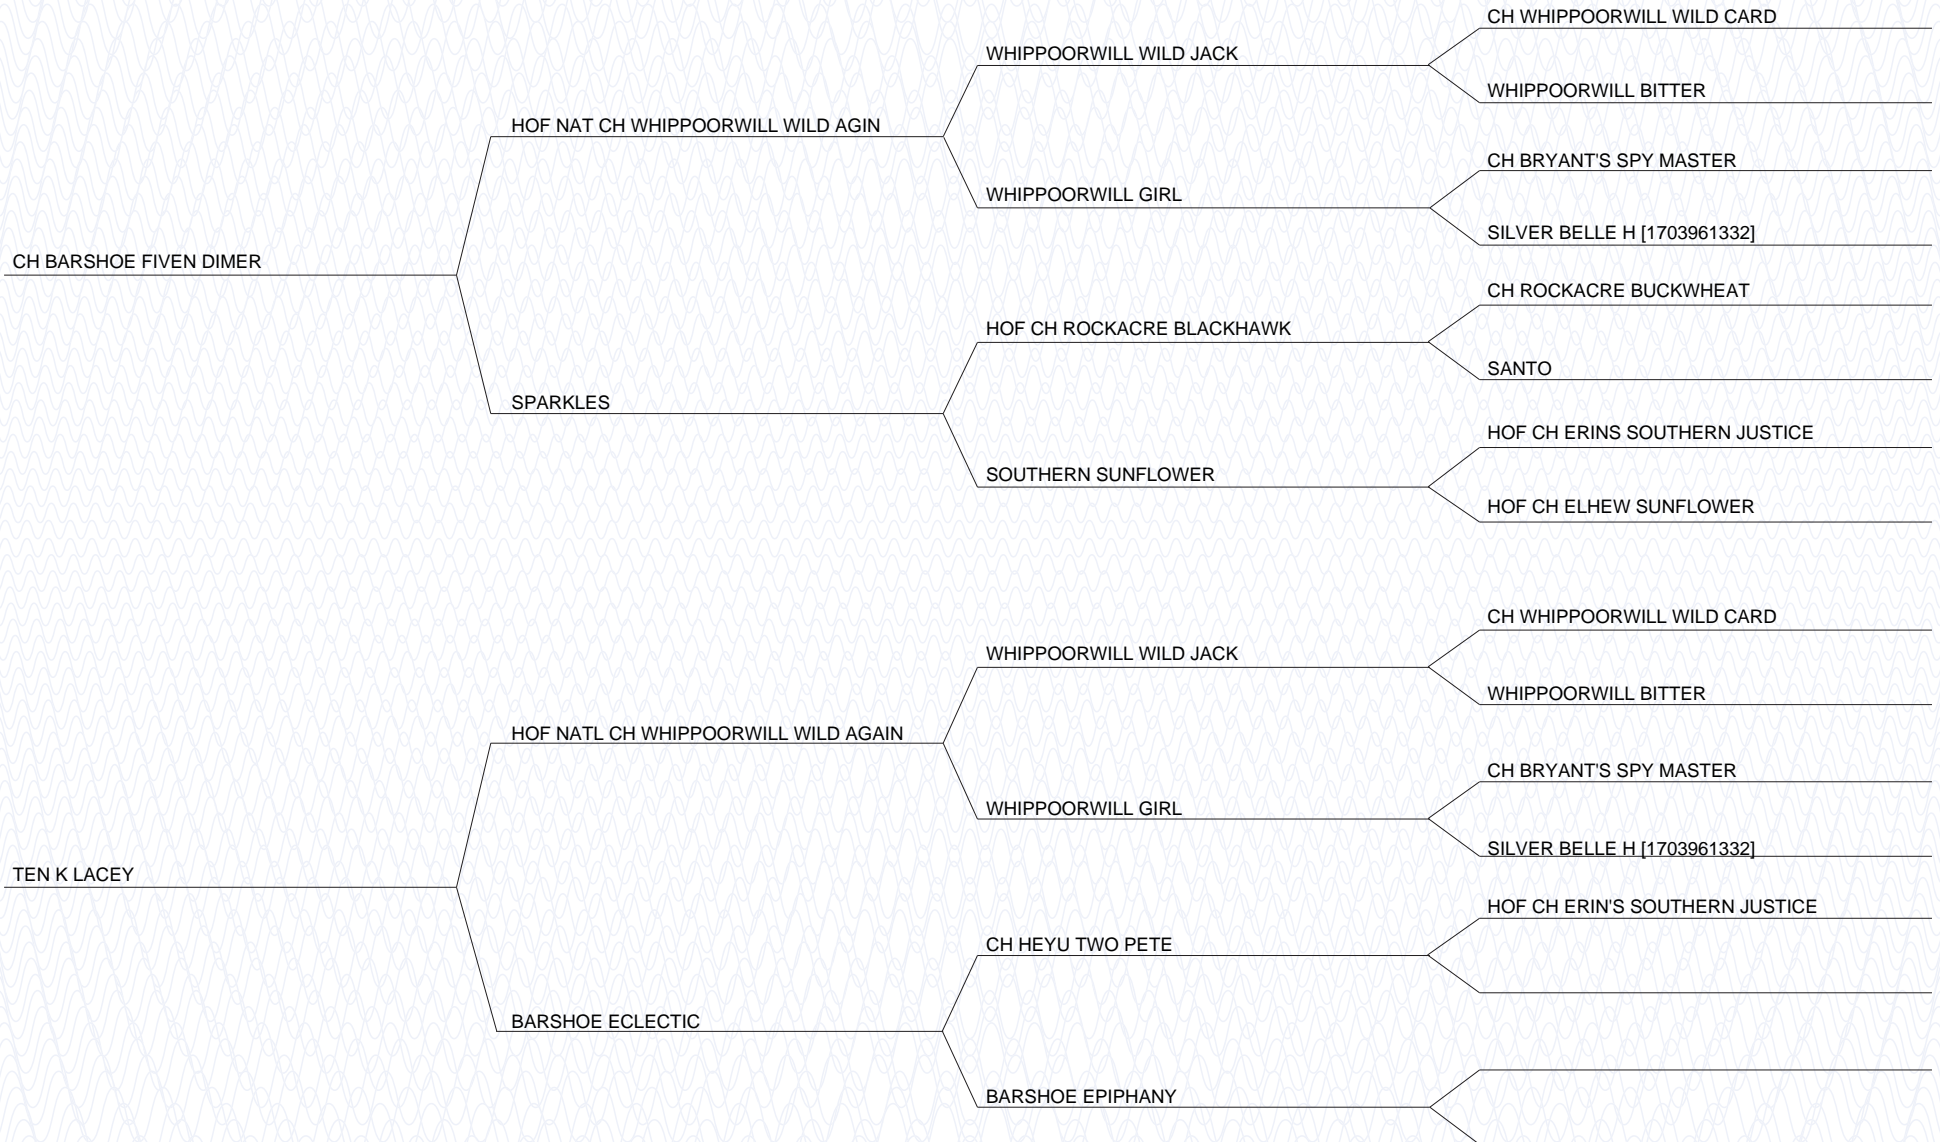 CH WHIPPOORWILL WILD CARD
WHIPPOORWILL WILD JACK
WHIPPOORWILL BITTER
HOF NAT CH WHIPPOORWILL WILD AGIN
CH BRYANT'S SPY MASTER
WHIPPOORWILL GIRL
SILVER BELLE H [1703961332]
CH BARSHOE FIVEN DIMER
CH ROCKACRE BUCKWHEAT
HOF CH ROCKACRE BLACKHAWK
SANTO
SPARKLES
HOF CH ERINS SOUTHERN JUSTICE
SOUTHERN SUNFLOWER
HOF CH ELHEW SUNFLOWER
CH WHIPPOORWILL WILD CARD
WHIPPOORWILL WILD JACK
WHIPPOORWILL BITTER
HOF NATL CH WHIPPOORWILL WILD AGAIN
CH BRYANT'S SPY MASTER
WHIPPOORWILL GIRL
SILVER BELLE H [1703961332]
TEN K LACEY
HOF CH ERIN'S SOUTHERN JUSTICE
CH HEYU TWO PETE
BARSHOE ECLECTIC
BARSHOE EPIPHANY